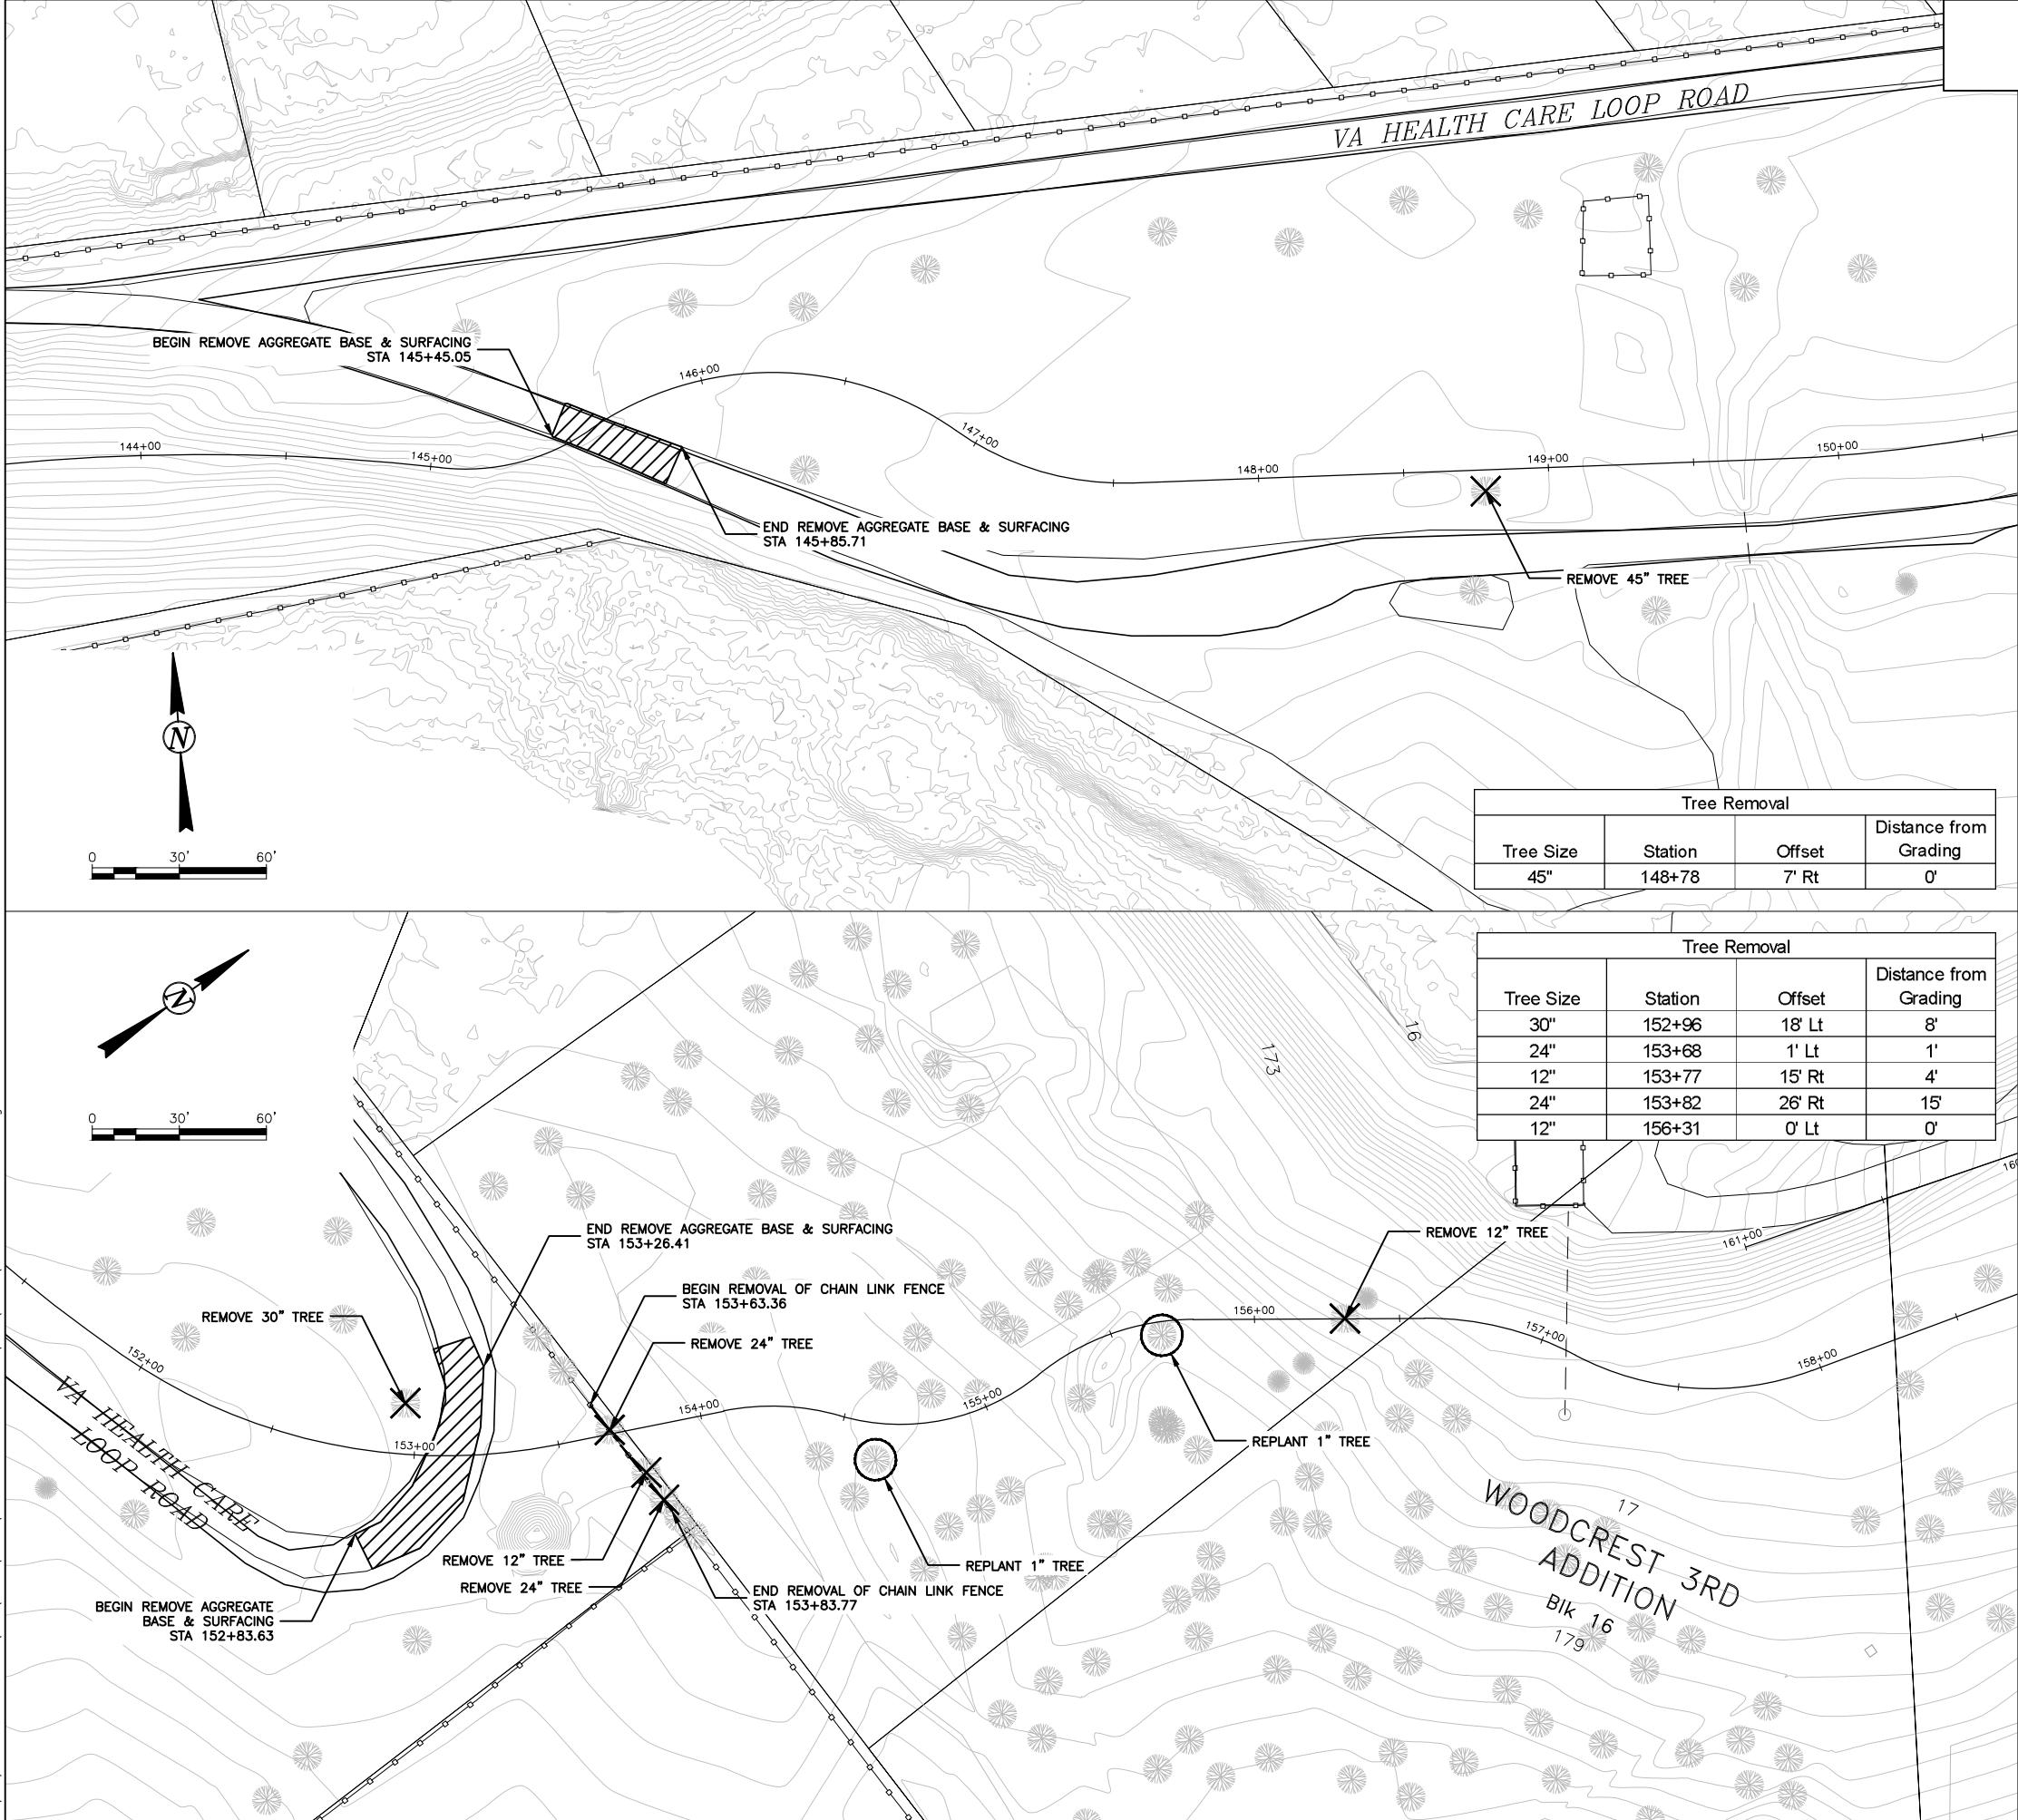 VA HEALTH CARE LOOP ROAD
BEGIN REMOVE AGGREGATE BASE & SURFACING
STA 145+45.05
146+00
147+00
144+00
145+00
148+00
149+00
150+00
END REMOVE AGGREGATE BASE & SURFACING
STA 145+85.71
REMOVE 45" TREE
N
0 30' 60'
Tree Removal
Tree Size Station Offset Distance from Grading
45" 148+78 7' Rt 0'
N
0 30' 60'
173
16
Tree Removal
Tree Size Station Offset Distance from Grading
30" 152+96 18' Lt 8'
24" 153+68 1' Lt 1'
12" 153+77 15' Rt 4'
24" 153+82 26' Rt 15'
12" 156+31 0' Lt 0'
END REMOVE AGGREGATE BASE & SURFACING
STA 153+26.41
REMOVE 12" TREE
161+00
BEGIN REMOVAL OF CHAIN LINK FENCE
STA 153+63.36
REMOVE 30" TREE
REMOVE 24" TREE
152+00
153+00
154+00
155+00
156+00
157+00
158+00
VA HEALTH CARE
LOOP ROAD
REPLANT 1" TREE
REMOVE 12" TREE
REMOVE 24" TREE
REPLANT 1" TREE
END REMOVAL OF CHAIN LINK FENCE
STA 153+83.77
BEGIN REMOVE AGGREGATE
BASE & SURFACING
STA 152+83.63
17
WOODCREST 3RD
ADDITION
Blk 16
179